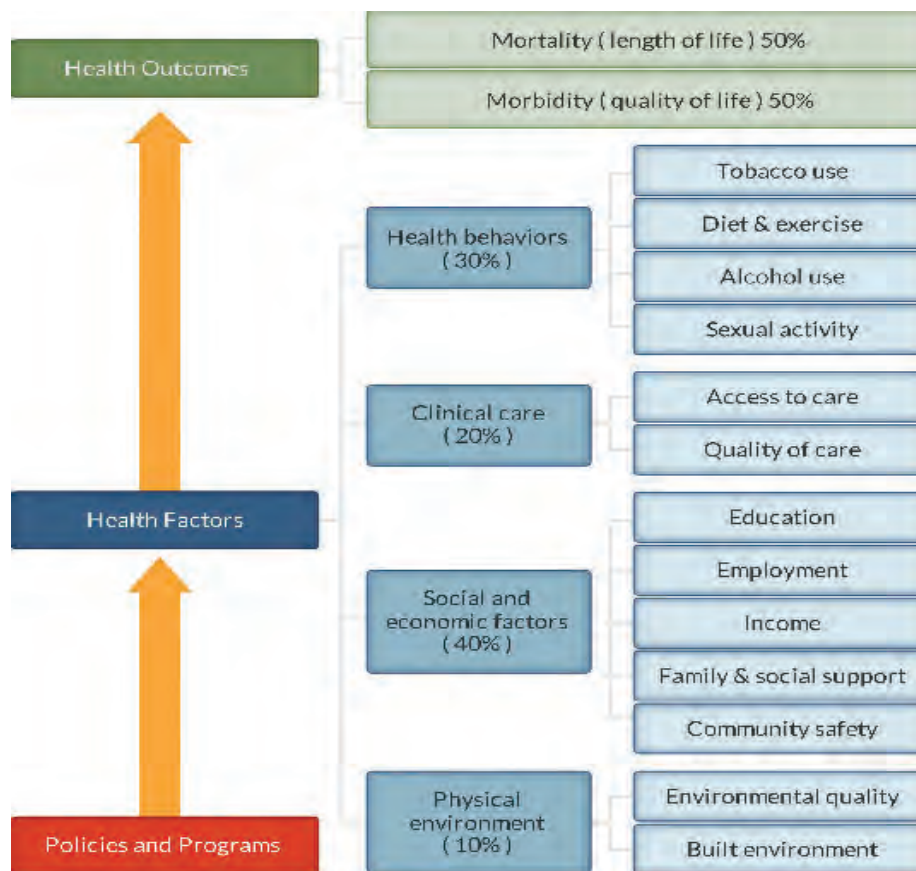 Health Outcomes
Mortality ( length of life ) 50%
Morbidity ( quality of life ) 50%
Health Factors
Health behaviors
( 30% )
Tobacco use
Diet & exercise
Alcohol use
Sexual activity
Clinical care
( 20% )
Access to care
Quality of care
Social and
economic factors
( 40% )
Education
Employment
Income
Family & social support
Community safety
Physical
environment
( 10% )
Environmental quality
Built environment
Policies and Programs